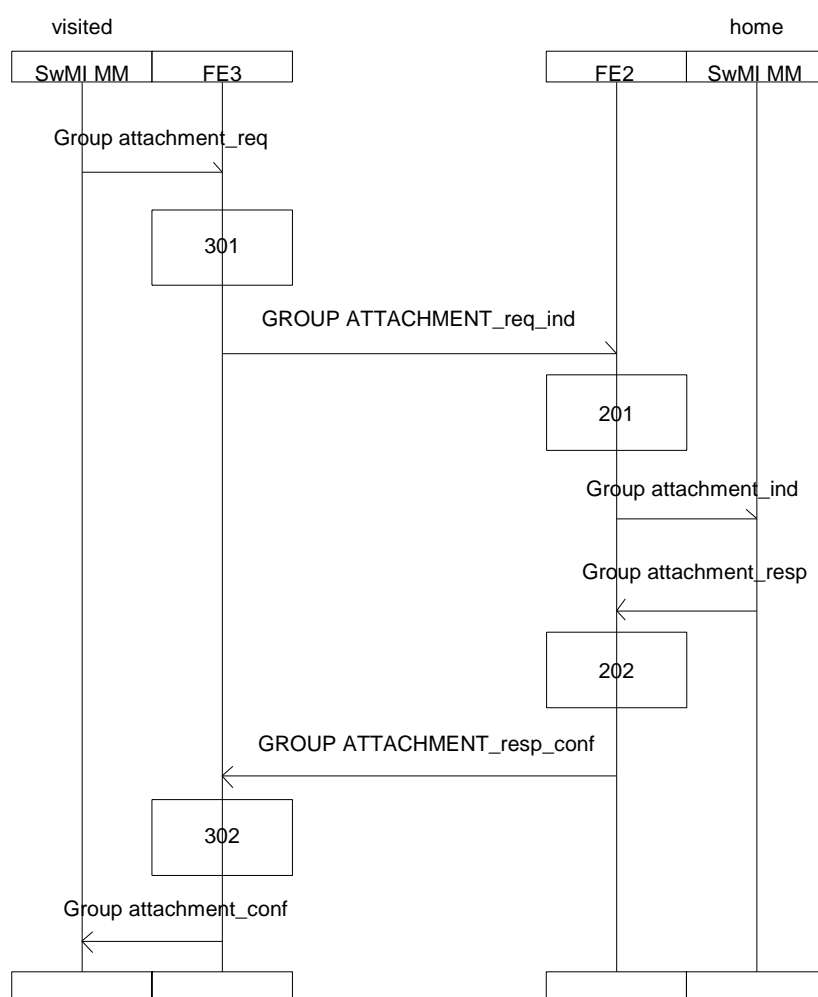 visited
home
SwMI MM
FE3
FE2
SwMI MM
Group attachment_req
301
GROUP ATTACHMENT_req_ind
201
Group attachment_ind
Group attachment_resp
202
GROUP ATTACHMENT_resp_conf
302
Group attachment_conf